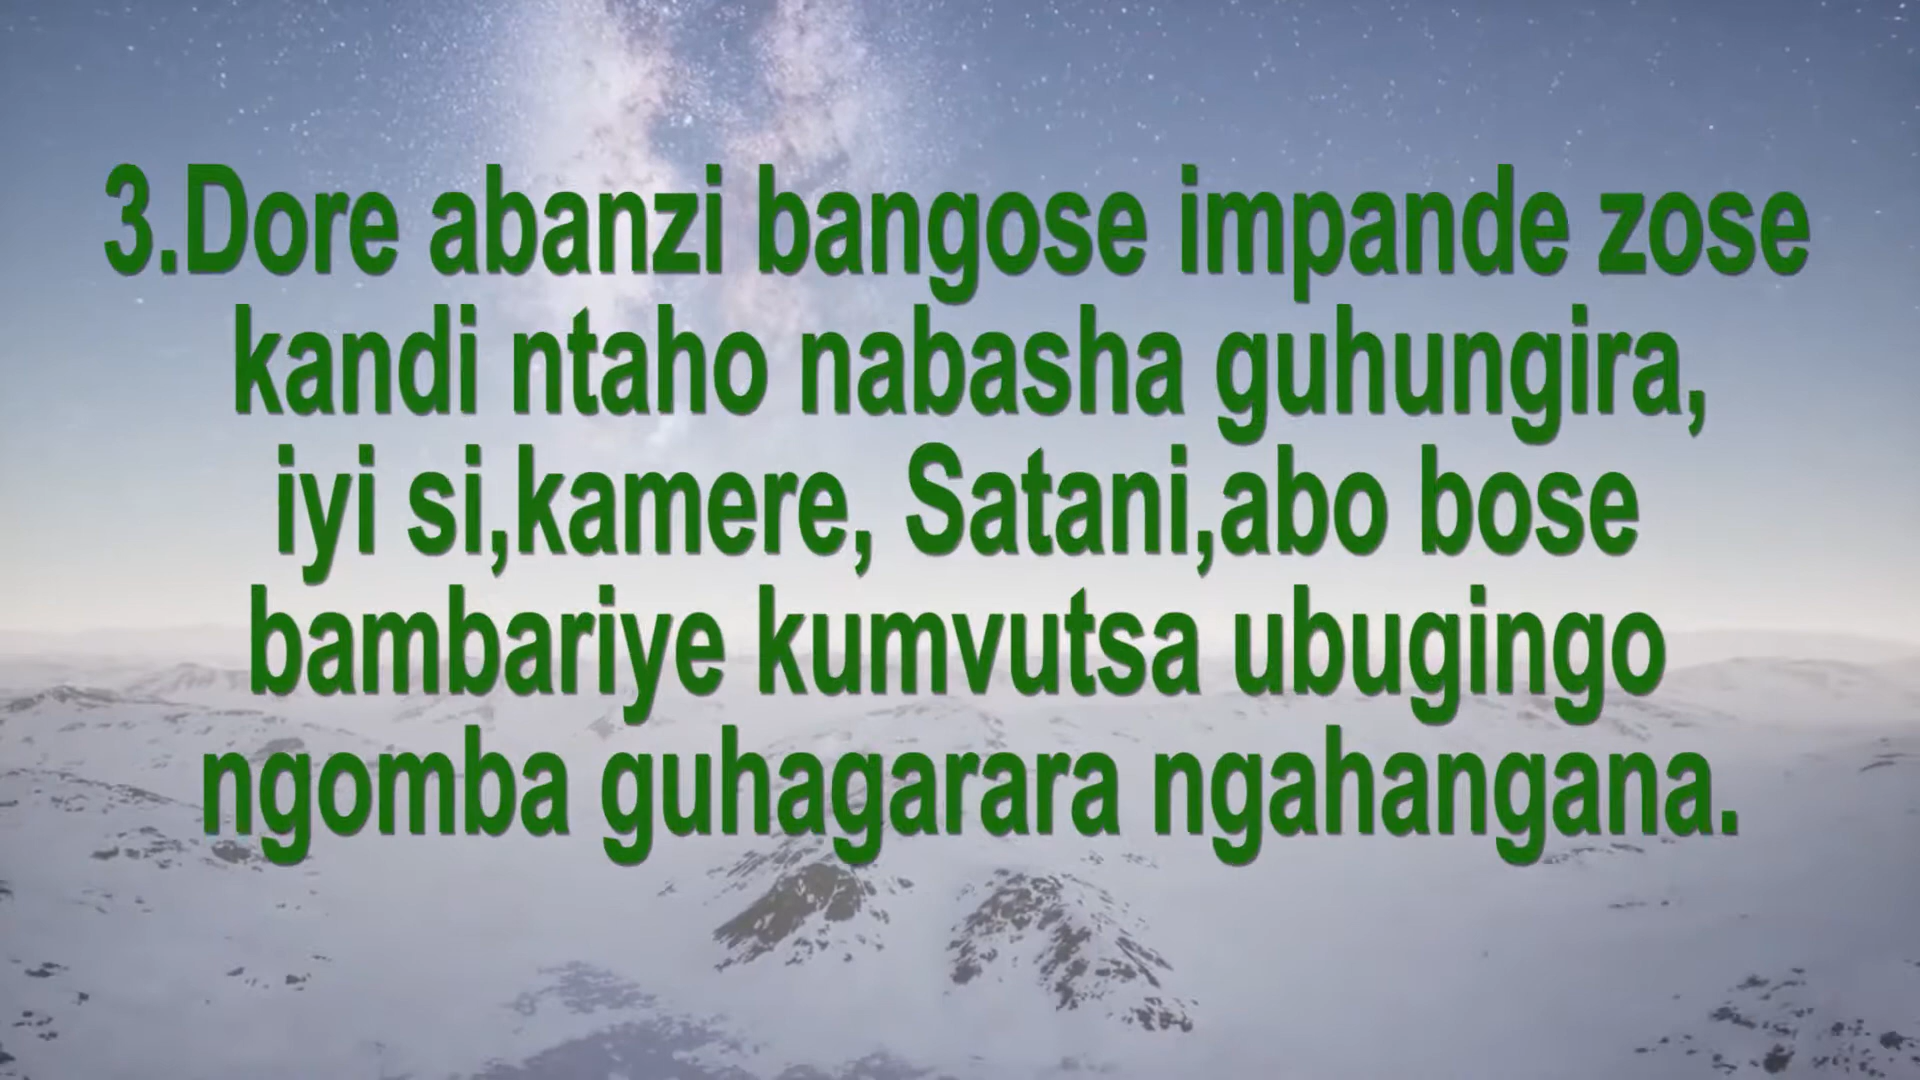 3.Dore abanzi bangose impande zose
kandi ntaho nabasha guhungira,
iyi si,kamere, Satani,abo bose
bambariye kumvutsa ubugingo
ngomba guhagarara ngahangana.